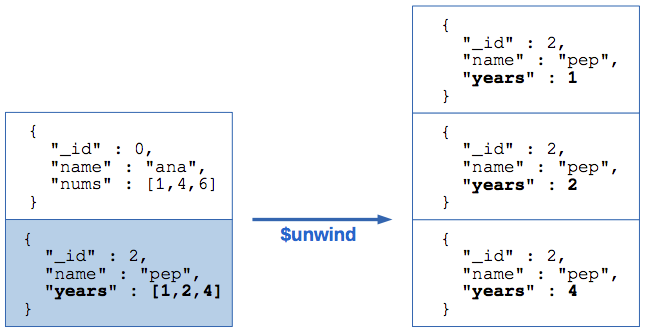 {
"_id" : 0,
"name" : "ana",
"nums" : [1,4,6]
}
{
"_id" : 2,
"name" : "pep",
"years" : [1,2,4]
}
$unwind
{
"_id" : 2,
"name" : "pep",
"years" : 1
}
{
"_id" : 2,
"name" : "pep",
"years" : 2
}
{
"_id" : 2,
"name" : "pep",
"years" : 4
}